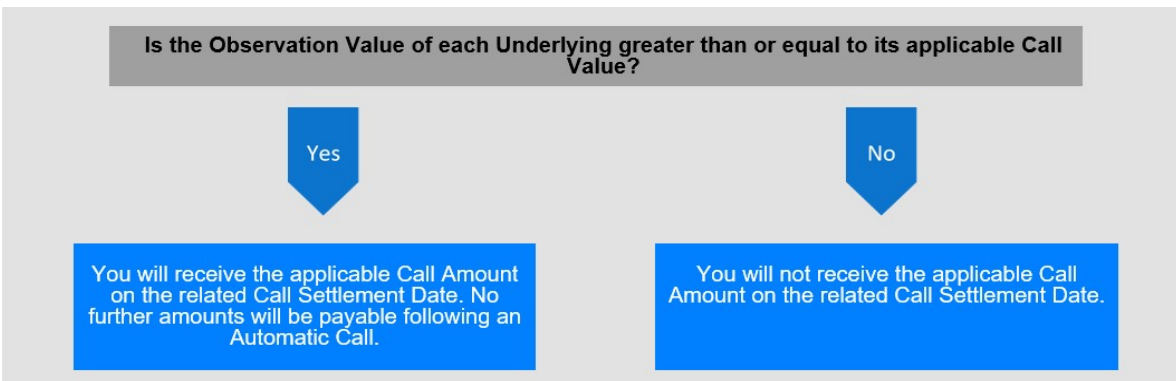 Is the Observation Value of each Underlying greater than or equal to its applicable Call
Value?
Yes
No
You will receive the applicable Call Amount
on the related Call Settlement Date. No
further amounts will be payable following an
Automatic Call.
You will not receive the applicable Call
Amount on the related Call Settlement Date.